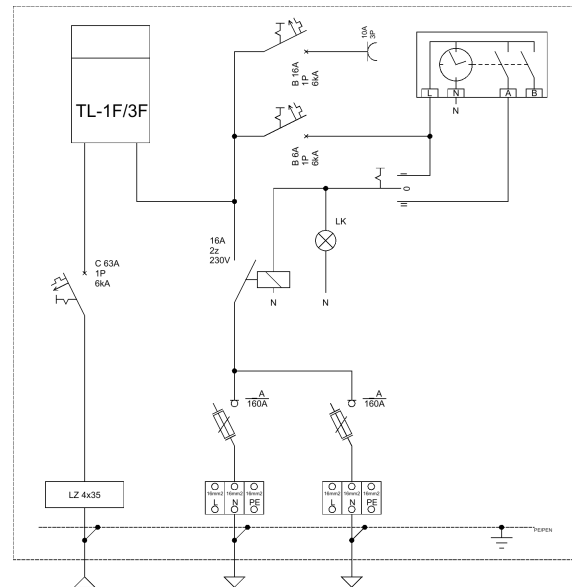 10A
3P
B 16A
1P
6kA
TL-1F/3F
L
N
A
B
N
B 6A
1P
6kA
0
LK
16A
2z
230V
C 63A
1P
6kA
N
N
A
160A
A
160A
16mm2
16mm2
16mm2
L
N
PE
16mm2
16mm2
16mm2
L
N
PE
LZ 4x35
PE/PEN